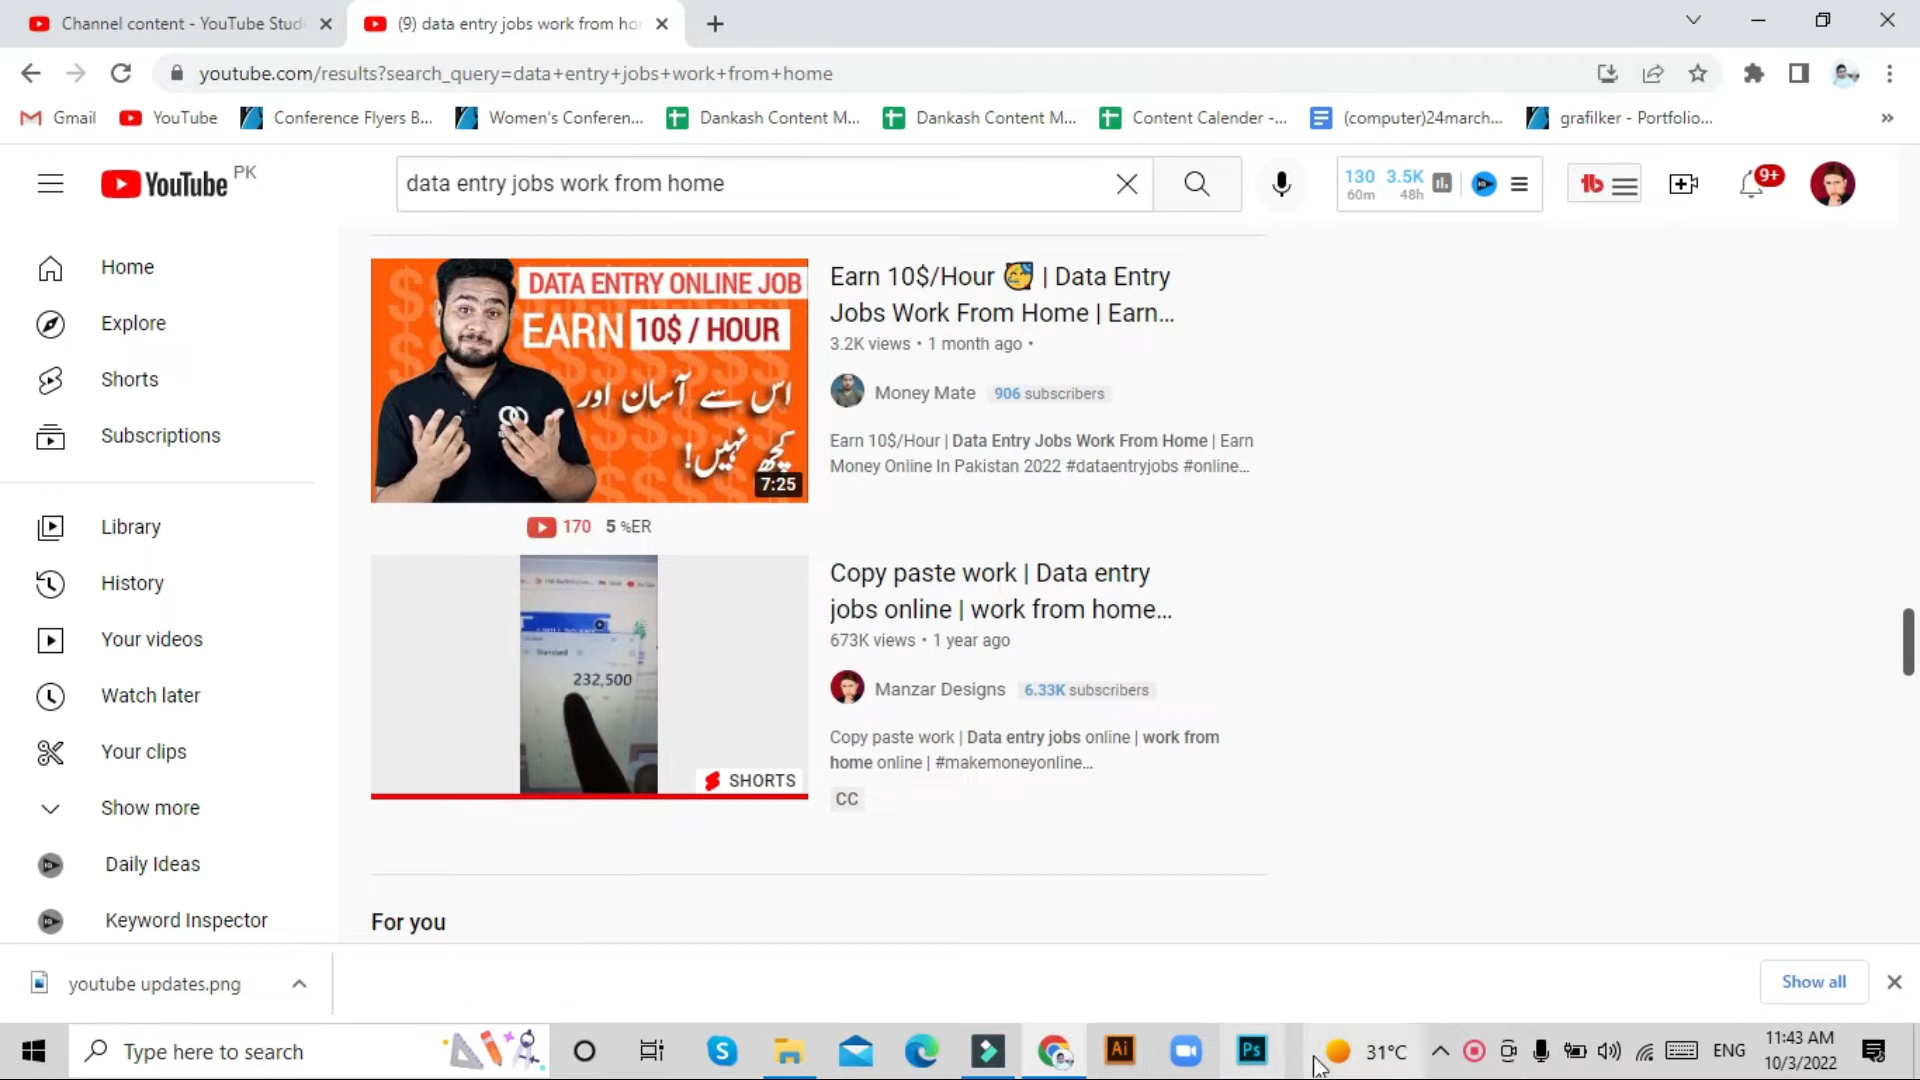 Channel content - YouTube Stud
(9) data entry jobs work from ho
youtube.com/results?search_query=data+entry+jobs+work+from+home
Gmail
YouTube
Conference Flyers B...
Women's Conferen...
Dankash Content M...
Dankash Content M...
Content Calender -...
(computer)24march...
grafilker - Portfolio...
»
YouTube PK
data entry jobs work from home
130 3.5K
60m 48h
9+
Home
Explore
Shorts
Subscriptions
Library
History
Your videos
Watch later
Your clips
Show more
Daily Ideas
Keyword Inspector
DATA ENTRY ONLINE JOB
EARN 10$ / HOUR
اس سے آسان اور
کچھ نہیں!
7:25
170 5 %ER
Earn 10$/Hour 🥳 | Data Entry
Jobs Work From Home | Earn...
3.2K views • 1 month ago •
Money Mate 906 subscribers
Earn 10$/Hour | Data Entry Jobs Work From Home | Earn
Money Online In Pakistan 2022 #dataentryjobs #online...
Standard
232,500
SHORTS
Copy paste work | Data entry
jobs online | work from home...
673K views • 1 year ago
Manzar Designs 6.33K subscribers
Copy paste work | Data entry jobs online | work from
home online | #makemoneyonline...
CC
For you
youtube updates.png
Show all
Type here to search
Ai
Ps
31°C
ENG
11:43 AM
10/3/2022